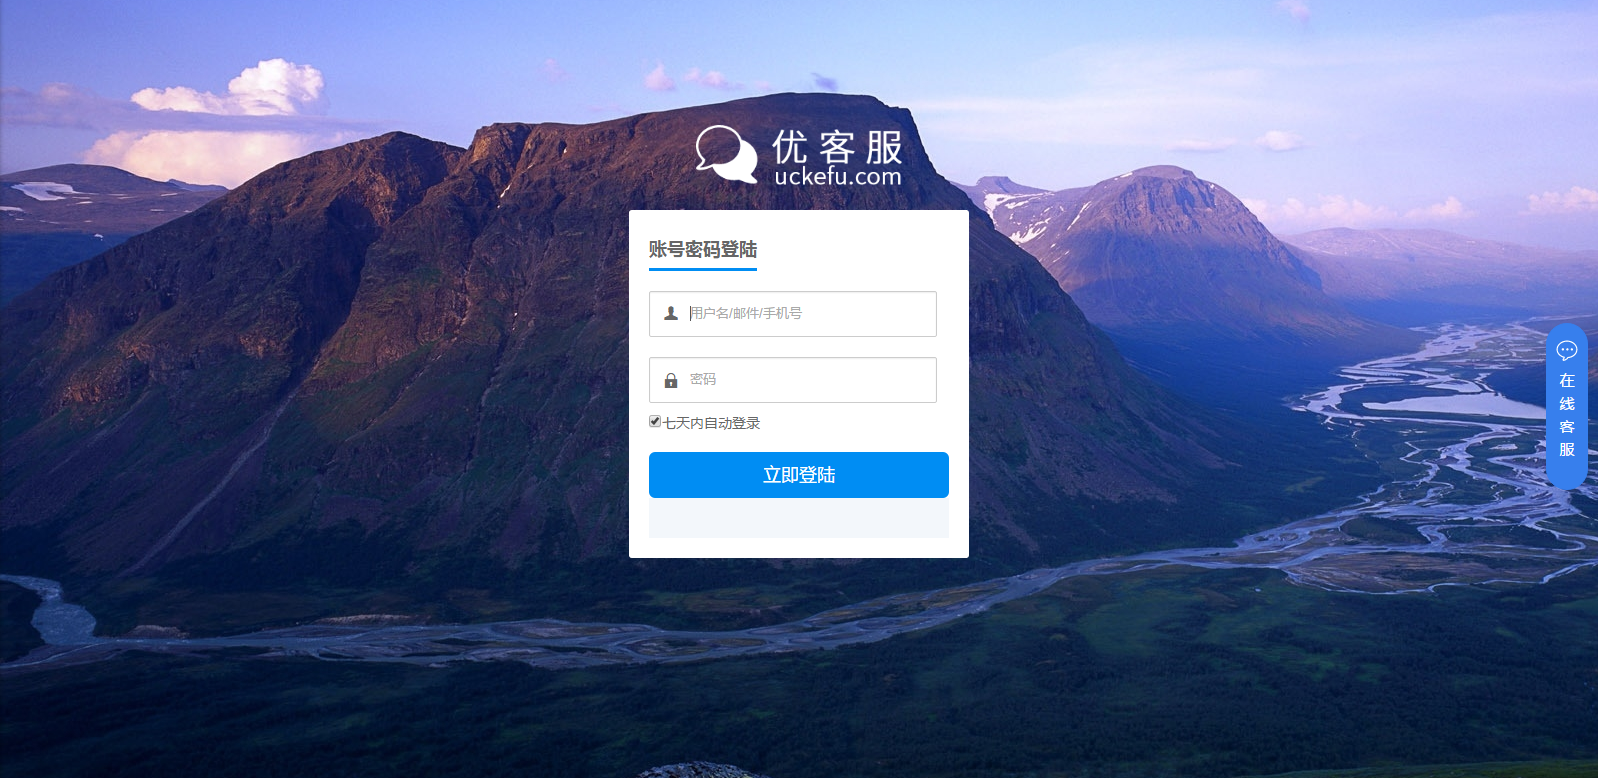 优客服
uckefu.com
账号密码登陆
用户名/邮件/手机号
密码
七天内自动登录
立即登陆
在
线
客
服